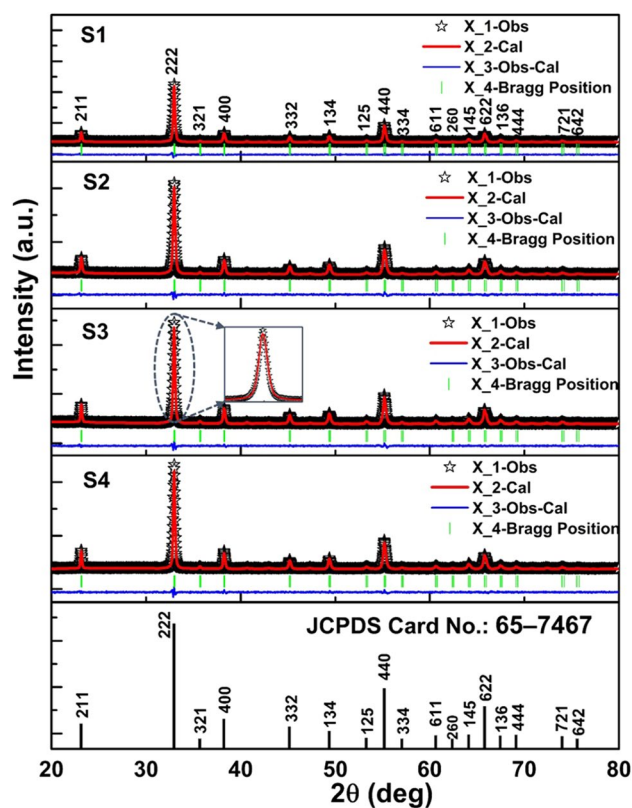 S1
X_1-Obs
X_2-Cal
X_3-Obs-Cal
X_4-Bragg Position
211
222
321
400
332
134
125
440
334
611
260
145
622
136
444
721
642
S2
X_1-Obs
X_2-Cal
X_3-Obs-Cal
X_4-Bragg Position
S3
X_1-Obs
X_2-Cal
X_3-Obs-Cal
X_4-Bragg Position
S4
X_1-Obs
X_2-Cal
X_3-Obs-Cal
X_4-Bragg Position
JCPDS Card No.: 65–7467
211
222
321
400
332
134
125
440
334
611
260
145
622
136
444
721
642
20 30 40 50 60 70 80
2θ (deg)
Intensity (a.u.)